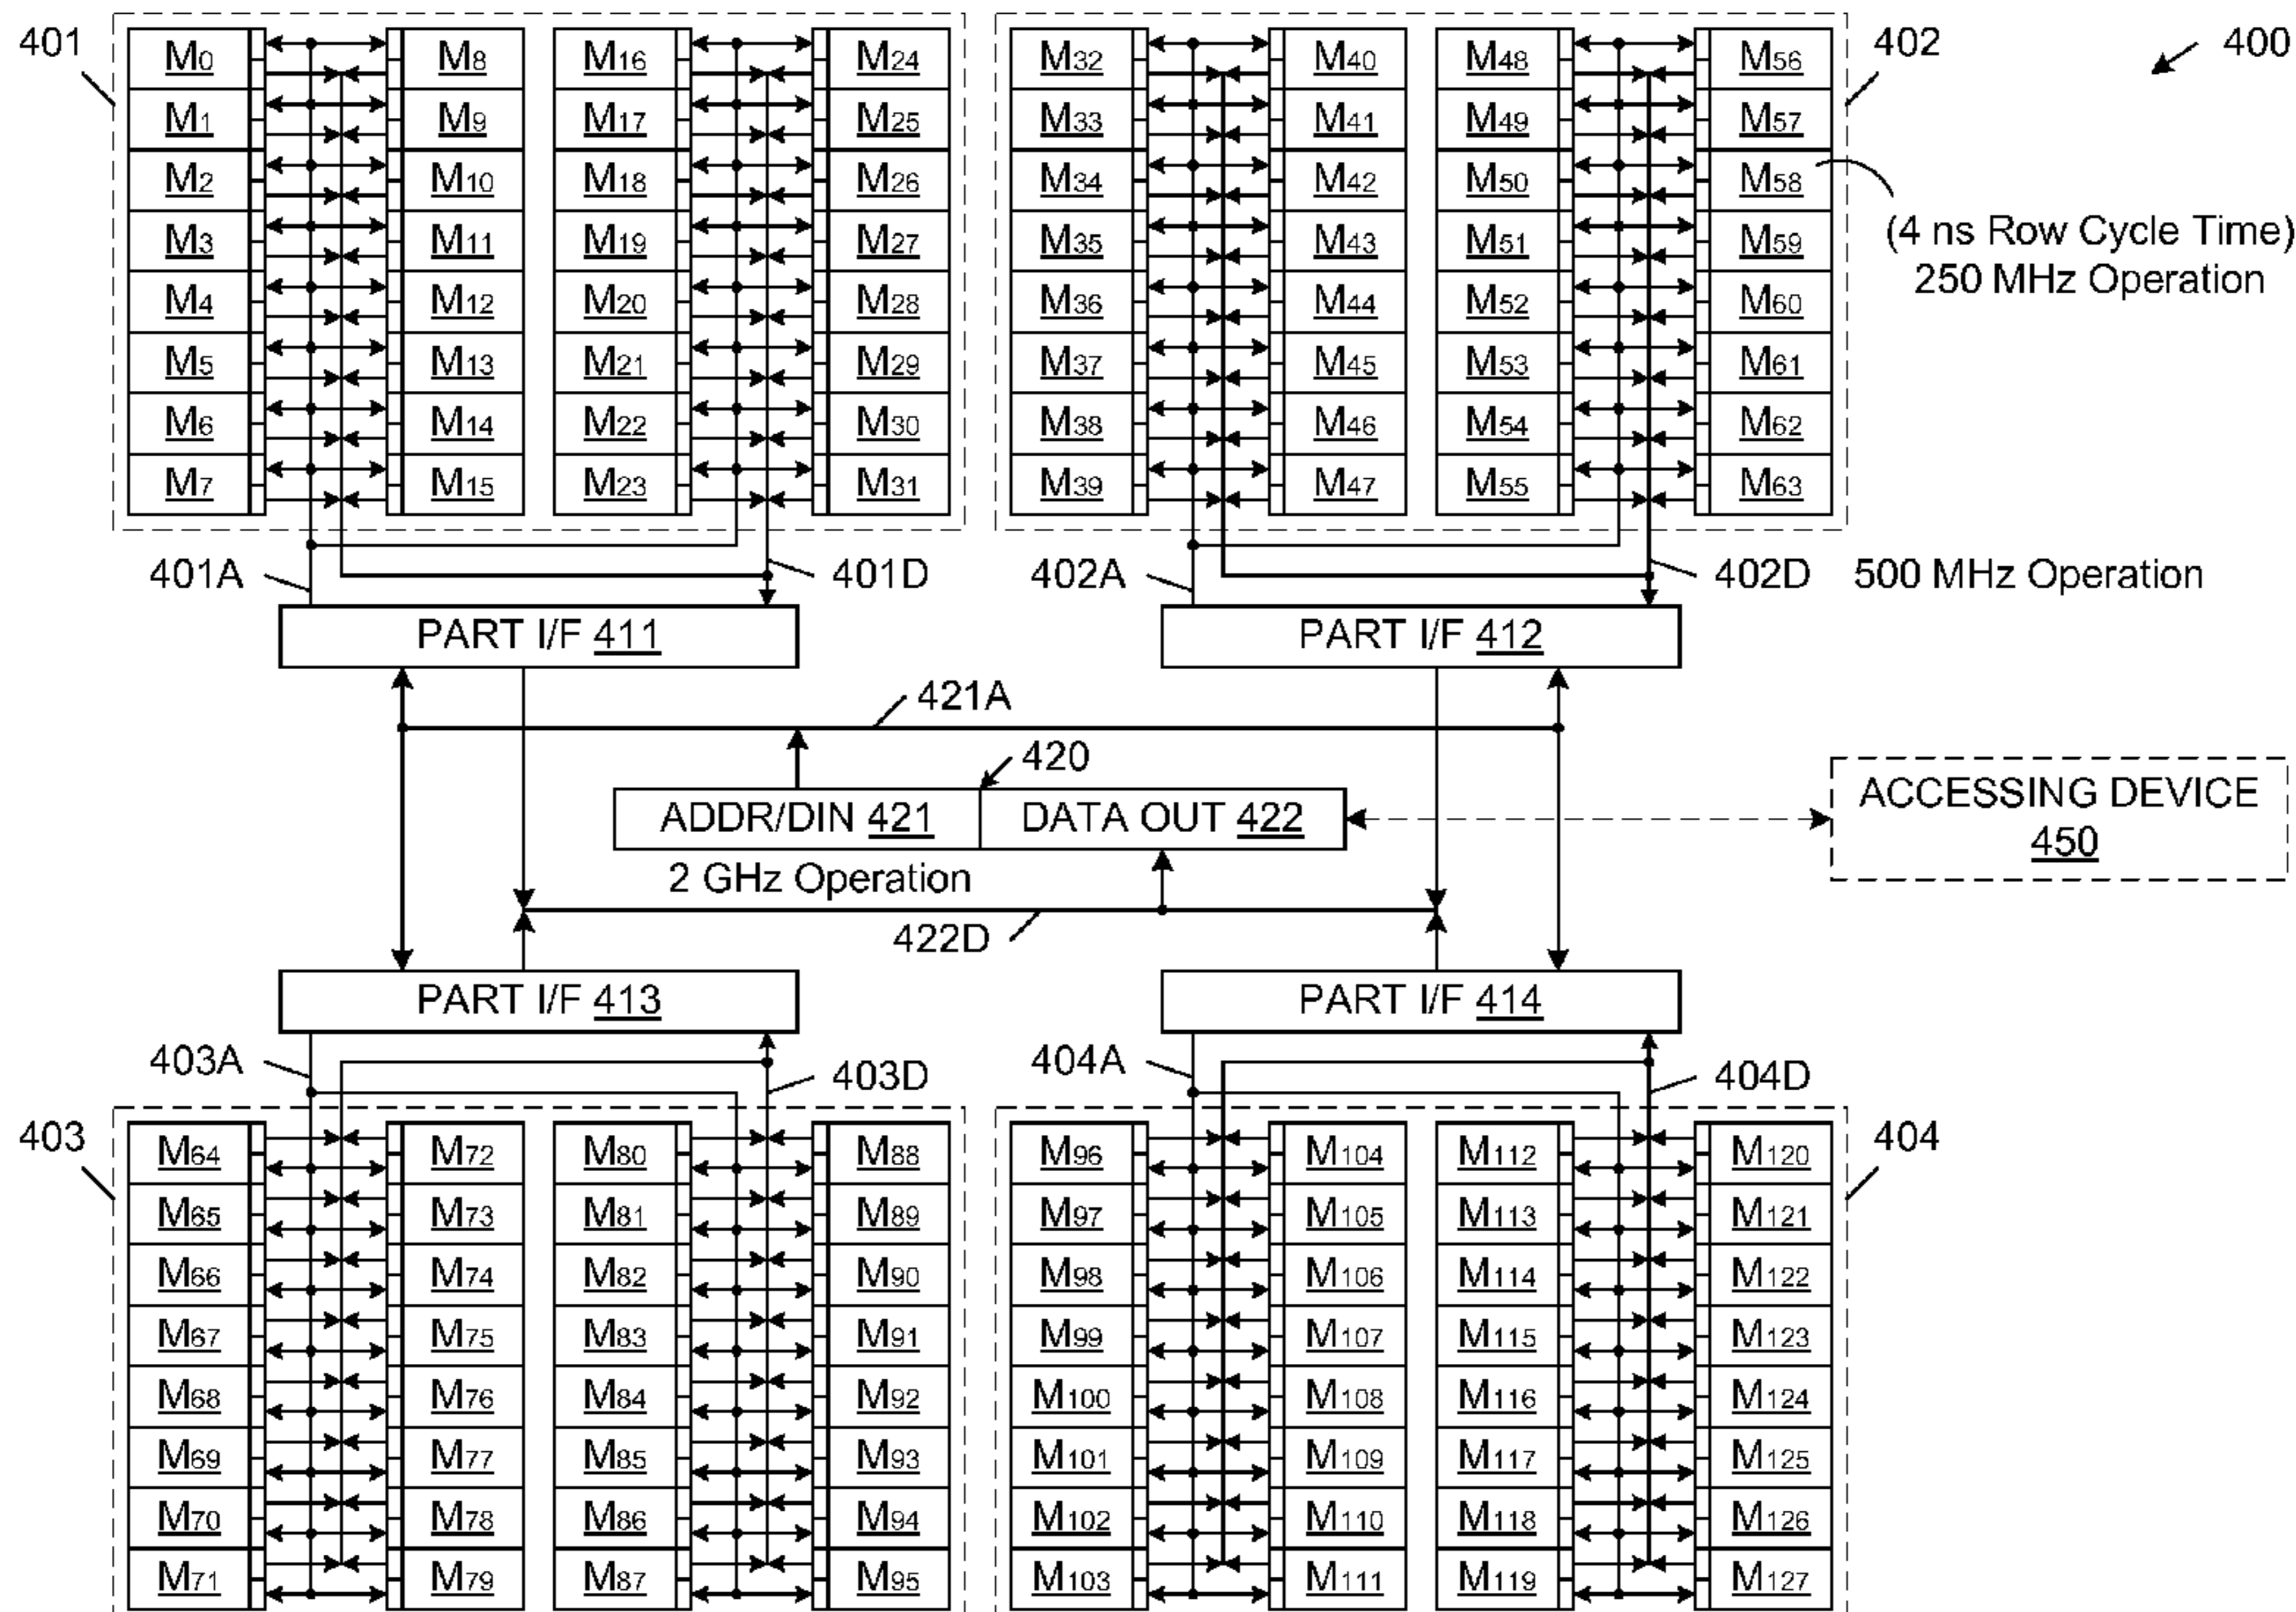 401 M0 M8 M16 M24 M32 M40 M48 M56 402 400
M1 M9 M17 M25 M33 M41 M49 M57
M2 M10 M18 M26 M34 M42 M50 M58
M3 M11 M19 M27 M35 M43 M51 M59 (4 ns Row Cycle Time)
M4 M12 M20 M28 M36 M44 M52 M60 250 MHz Operation
M5 M13 M21 M29 M37 M45 M53 M61
M6 M14 M22 M30 M38 M46 M54 M62
M7 M15 M23 M31 M39 M47 M55 M63
401A 401D 402A 402D 500 MHz Operation
PART I/F 411 PART I/F 412
421A
420
ADDR/DIN 421 DATA OUT 422 ACCESSING DEVICE
450
2 GHz Operation
422D
PART I/F 413 PART I/F 414
403A 403D 404A 404D
403 M64 M72 M80 M88 M96 M104 M112 M120 404
M65 M73 M81 M89 M97 M105 M113 M121
M66 M74 M82 M90 M98 M106 M114 M122
M67 M75 M83 M91 M99 M107 M115 M123
M68 M76 M84 M92 M100 M108 M116 M124
M69 M77 M85 M93 M101 M109 M117 M125
M70 M78 M86 M94 M102 M110 M118 M126
M71 M79 M87 M95 M103 M111 M119 M127